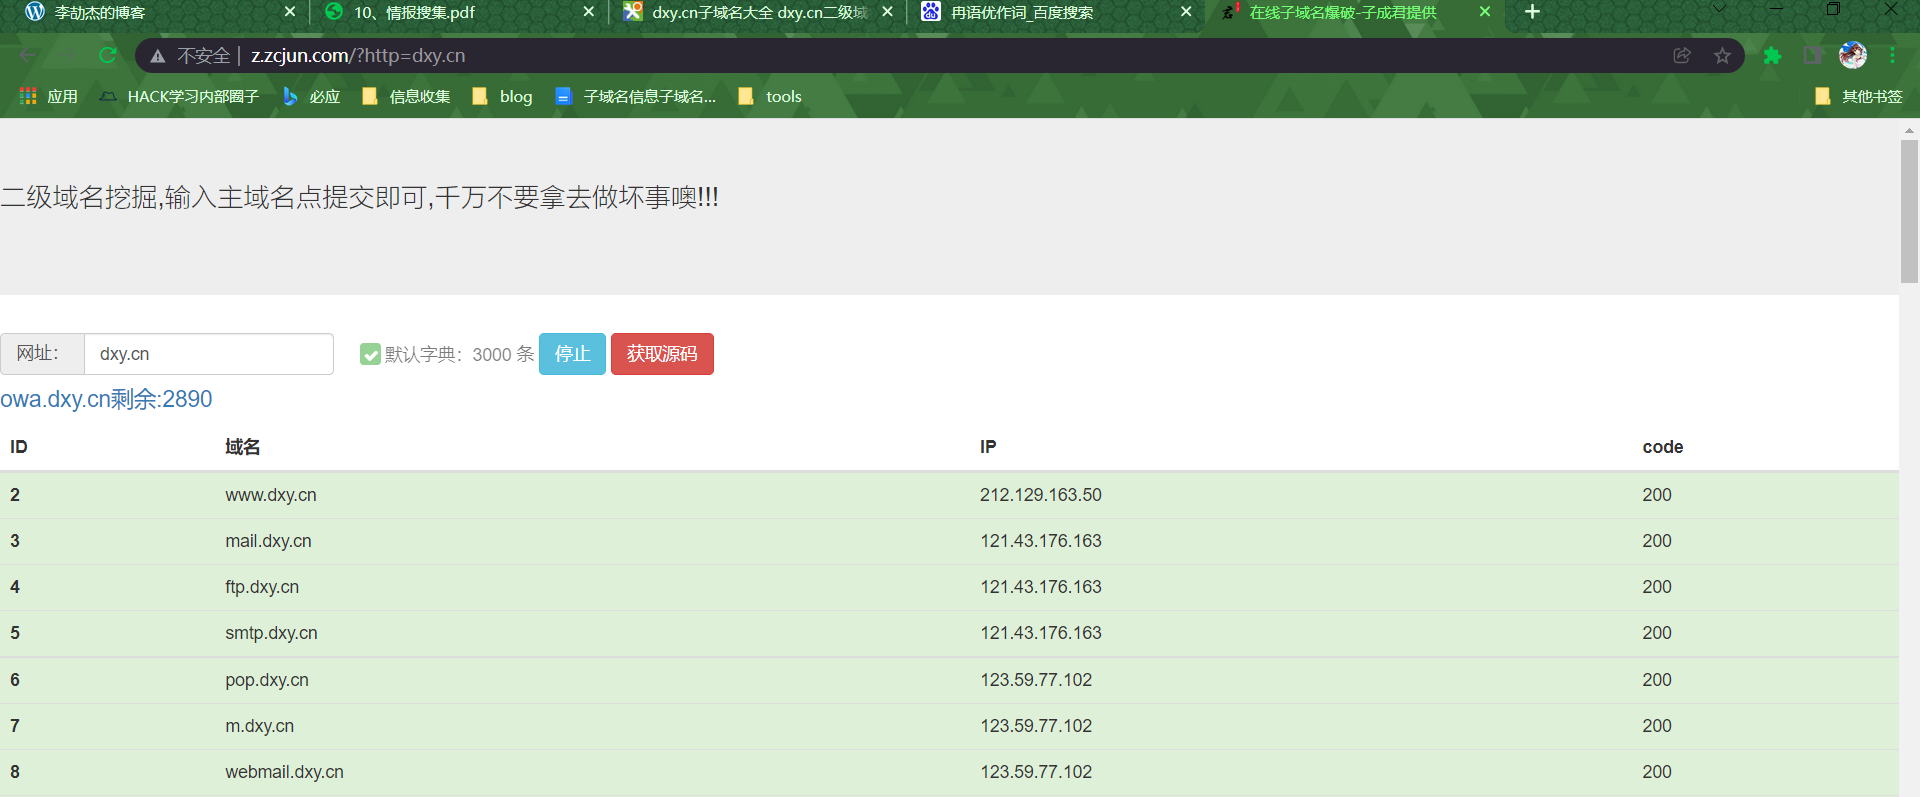 李劼杰的博客
10、情报搜集.pdf
dxy.cn子域名大全 dxy.cn二级域
冉语优作词_百度搜索
在线子域名爆破-子成君提供
不安全 | z.zcjun.com/?http=dxy.cn
应用 HACK学习内部圈子 必应 信息收集 blog 子域名信息子域名... tools 其他书签
二级域名挖掘,输入主域名点提交即可,千万不要拿去做坏事噢!!!
网址: dxy.cn 默认字典：3000 条 停止 获取源码
owa.dxy.cn剩余:2890
ID 域名 IP code
2 www.dxy.cn 212.129.163.50 200
3 mail.dxy.cn 121.43.176.163 200
4 ftp.dxy.cn 121.43.176.163 200
5 smtp.dxy.cn 121.43.176.163 200
6 pop.dxy.cn 123.59.77.102 200
7 m.dxy.cn 123.59.77.102 200
8 webmail.dxy.cn 123.59.77.102 200